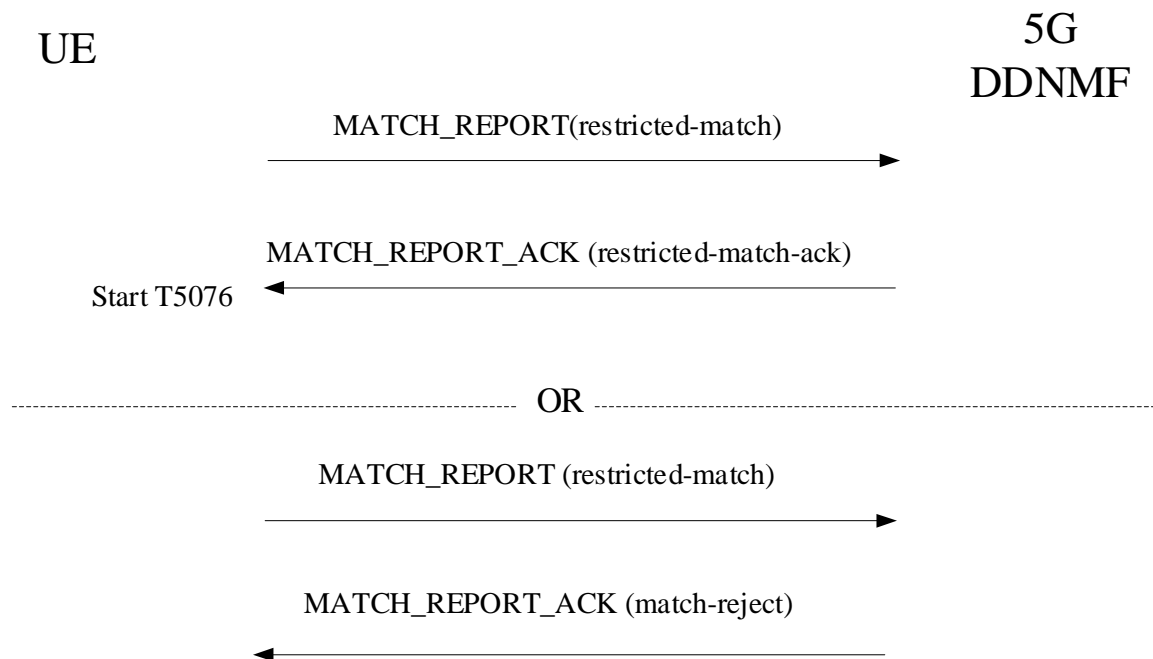 UE
5G
DDNMF
MATCH_REPORT(restricted-match)
MATCH_REPORT_ACK (restricted-match-ack)
Start T5076
OR
MATCH_REPORT (restricted-match)
MATCH_REPORT_ACK (match-reject)